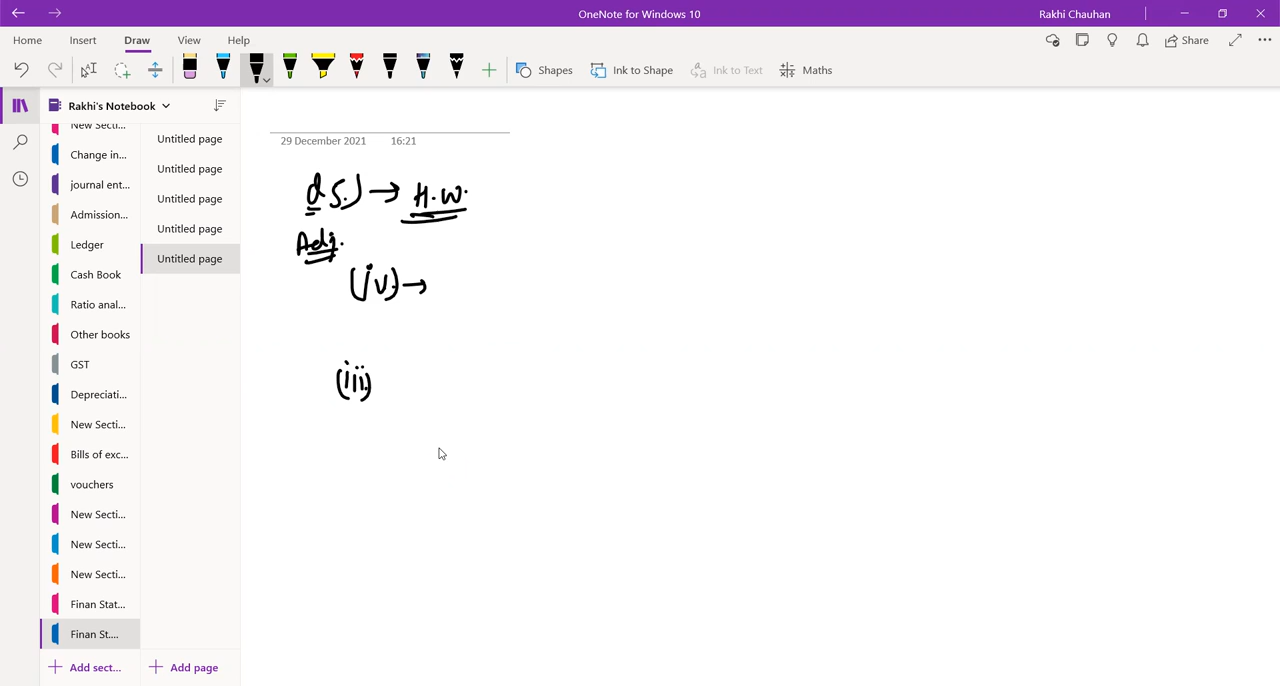 OneNote for Windows 10
Rakhi Chauhan
Home Insert Draw View Help
Share
Shapes Ink to Shape Ink to Text Maths
Rakhi's Notebook
New Secti...
Change in...
journal ent...
Admission...
Ledger
Cash Book
Ratio anal...
Other books
GST
Depreciati...
New Secti...
Bills of exc...
vouchers
New Secti...
New Secti...
New Secti...
Finan Stat...
Finan St....
Add sect...
Untitled page
Untitled page
Untitled page
Untitled page
Untitled page
Add page
29 December 2021 16:21
→ H.W.
Adj.
(iv.) →
(iii.)